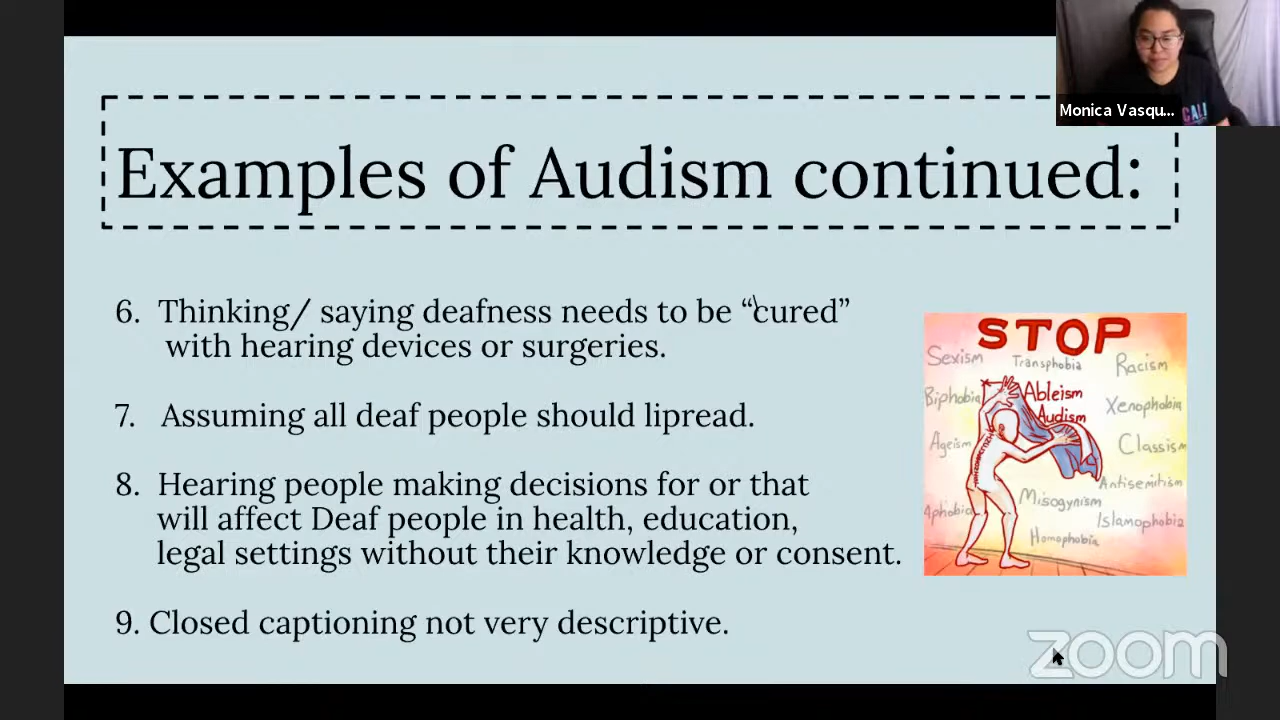 Monica Vasqu...
CALI
Examples of Audism continued:
6. Thinking/ saying deafness needs to be “cured”
with hearing devices or surgeries.
7. Assuming all deaf people should lipread.
8. Hearing people making decisions for or that
will affect Deaf people in health, education,
legal settings without their knowledge or consent.
9. Closed captioning not very descriptive.
STOP
Sexism Transphobia Racism
Biphobia Ableism Xenophobia
Audism
Ageism Classism
Antisemitism
Misogynism
Aphobia Islamophobia
Homophobia
zoom